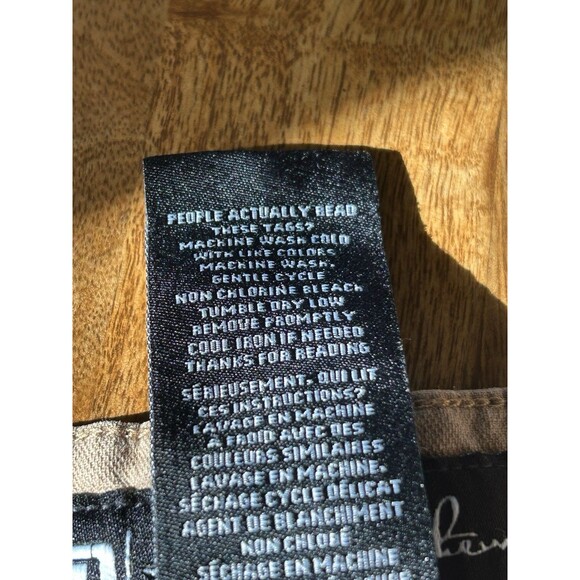 PEOPLE ACTUALLY READ
THESE TAGS?
MACHINE WASH COLD
WITH LIKE COLORS
MACHINE WASH,
GENTLE CYCLE
NON CHLORINE BLEACH
TUMBLE DRY LOW
REMOVE PROMPTLY
COOL IRON IF NEEDED
THANKS FOR READING
SÉRIEUSEMENT, QUI LIT
CES INSTRUCTIONS?
LAVAGE EN MACHINE
A FROID AVEC DES
COULEURS SIMILAIRES
LAVAGE EN MACHINE,
SÉCHAGE CYCLE DÉLICAT
AGENT DE BLANCHIMENT
NON CHLORÉ
SÉCHAGE EN MACHINE